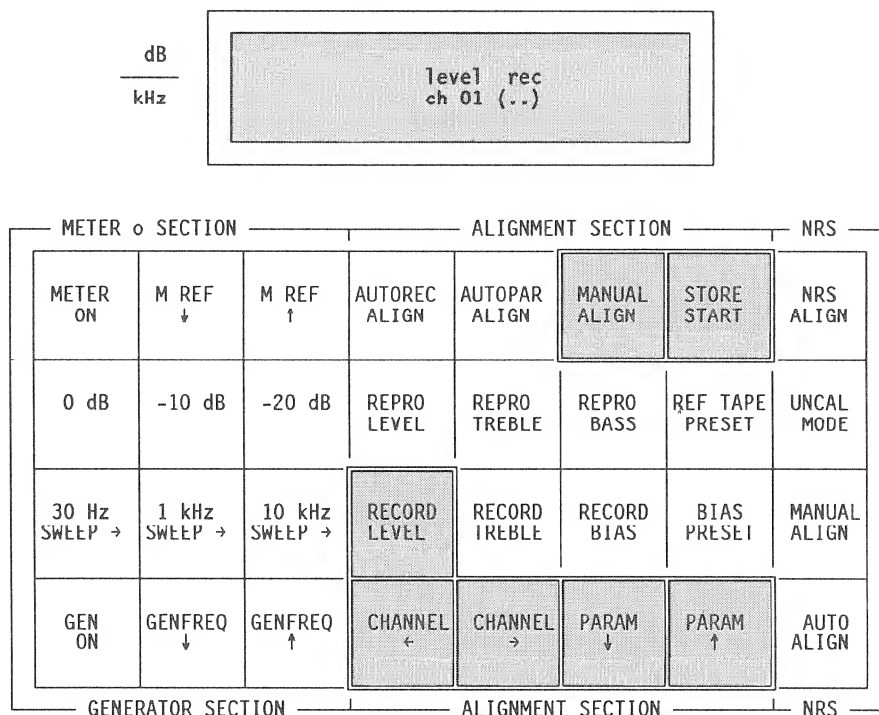 dB
kHz
level rec
ch 01 (..)
METER o SECTION
ALIGNMENT SECTION
NRS
METER ON
M REF ↓
M REF ↑
AUTOREC ALIGN
AUTOPAR ALIGN
MANUAL ALIGN
STORE START
NRS ALIGN
0 dB
-10 dB
-20 dB
REPRO LEVEL
REPRO TREBLE
REPRO BASS
REF TAPE PRESET
UNCAL MODE
30 Hz SWEEP →
1 kHz SWEEP →
10 kHz SWEEP →
RECORD LEVEL
RECORD TREBLE
RECORD BIAS
BIAS PRESET
MANUAL ALIGN
GEN ON
GENFREQ ↓
GENFREQ ↑
CHANNEL ←
CHANNEL →
PARAM ↓
PARAM ↑
AUTO ALIGN
GENERATOR SECTION
ALIGNMENT SECTION
NRS